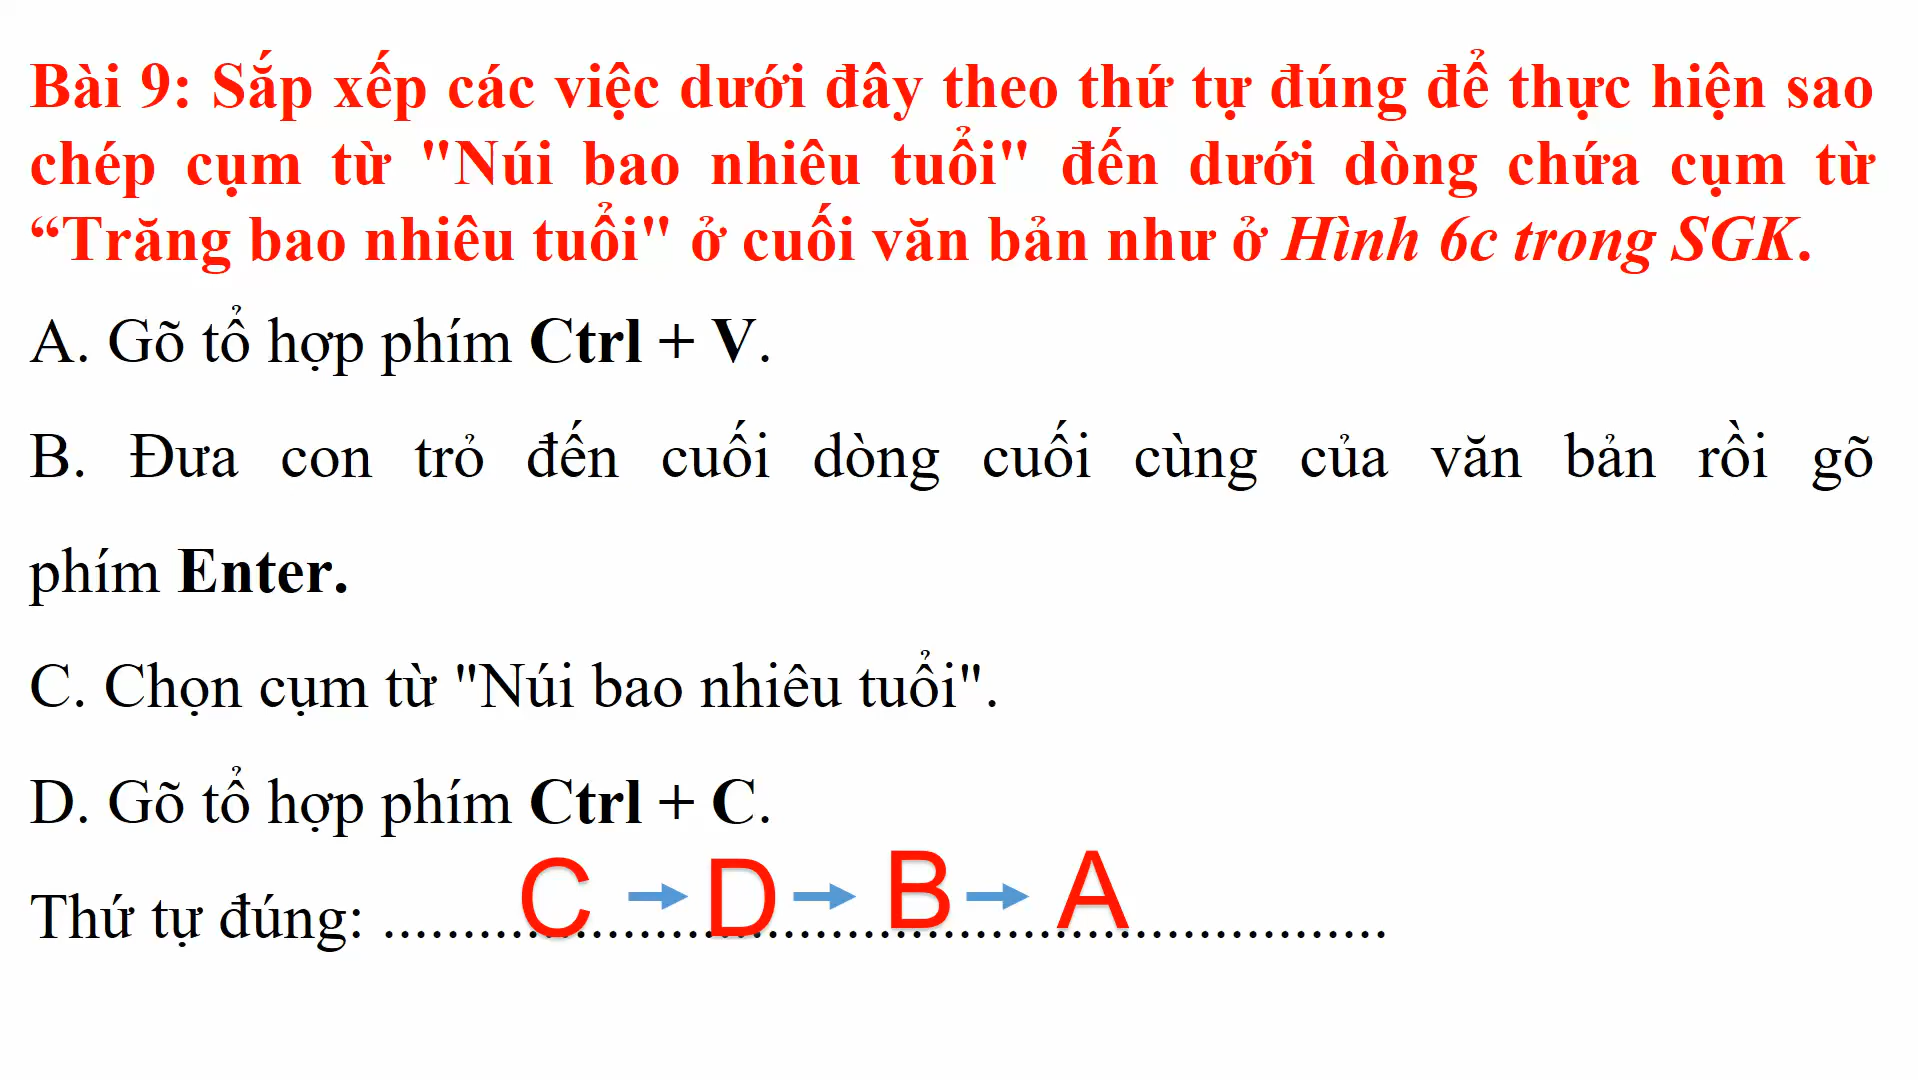 Bài 9: Sắp xếp các việc dưới đây theo thứ tự đúng để thực hiện sao
chép cụm từ "Núi bao nhiêu tuổi" đến dưới dòng chứa cụm từ
“Trăng bao nhiêu tuổi" ở cuối văn bản như ở Hình 6c trong SGK.
A. Gõ tổ hợp phím Ctrl + V.
B. Đưa con trỏ đến cuối dòng cuối cùng của văn bản rồi gõ
phím Enter.
C. Chọn cụm từ "Núi bao nhiêu tuổi".
D. Gõ tổ hợp phím Ctrl + C.
Thứ tự đúng: ............................................................... C → D → B → A